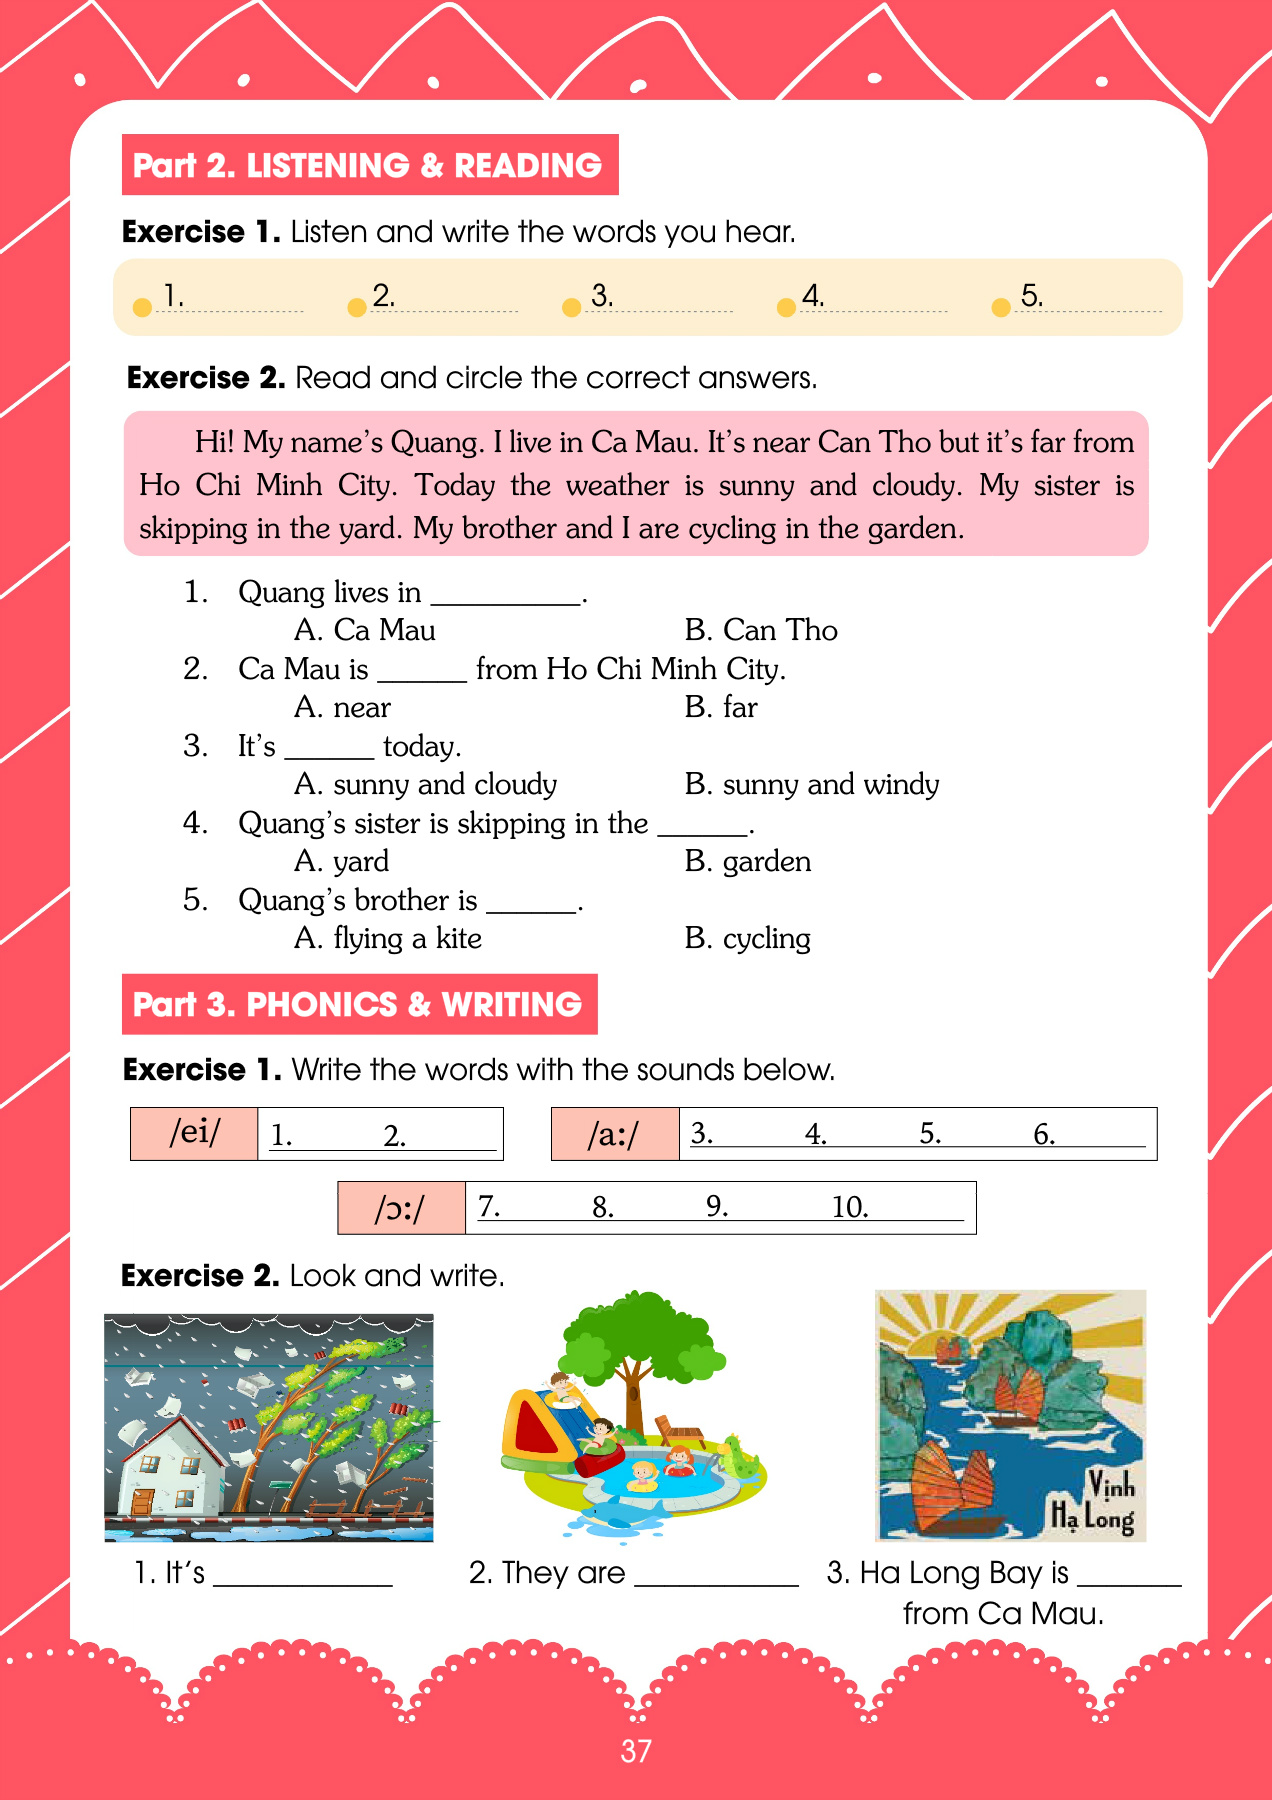 Part 2. LISTENING & READING
Exercise 1. Listen and write the words you hear.
1. 2. 3. 4. 5.
Exercise 2. Read and circle the correct answers.
Hi! My name’s Quang. I live in Ca Mau. It’s near Can Tho but it’s far from
Ho Chi Minh City. Today the weather is sunny and cloudy. My sister is
skipping in the yard. My brother and I are cycling in the garden.
1. Quang lives in __________.
A. Ca Mau B. Can Tho
2. Ca Mau is ______ from Ho Chi Minh City.
A. near B. far
3. It’s ______ today.
A. sunny and cloudy B. sunny and windy
4. Quang’s sister is skipping in the ______.
A. yard B. garden
5. Quang’s brother is ______.
A. flying a kite B. cycling
Part 3. PHONICS & WRITING
Exercise 1. Write the words with the sounds below.
/ei/ 1. 2. /a:/ 3. 4. 5. 6.
/ɔ:/ 7. 8. 9. 10.
Exercise 2. Look and write.
Vịnh
Hạ Long
1. It’s ____________ 2. They are ___________ 3. Ha Long Bay is _______
from Ca Mau.
37